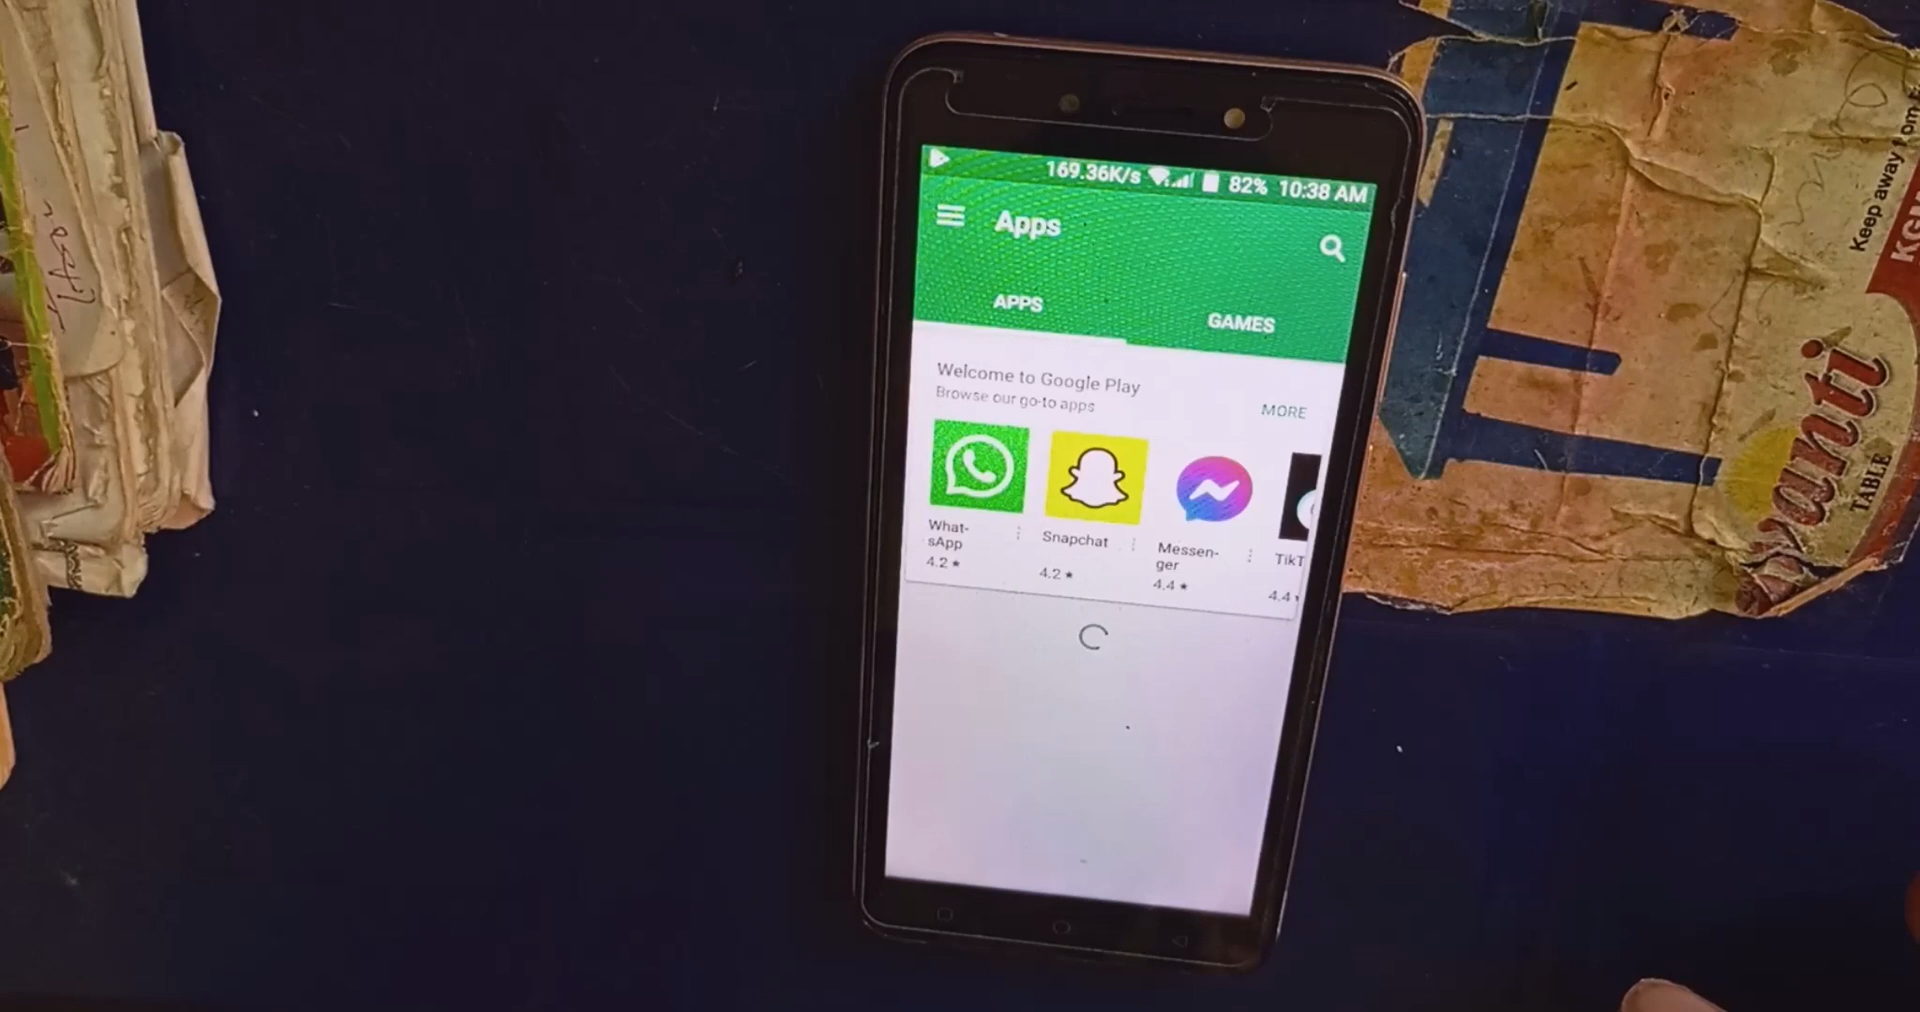 169.36K/s 82% 10:38 AM
Apps
APPS
GAMES
Welcome to Google Play
Browse our go-to apps
MORE
What-
sApp
4.2 ★
Snapchat
4.2 ★
Messen-
ger
4.4 ★
TikT
4.4
Keep away
TABLE